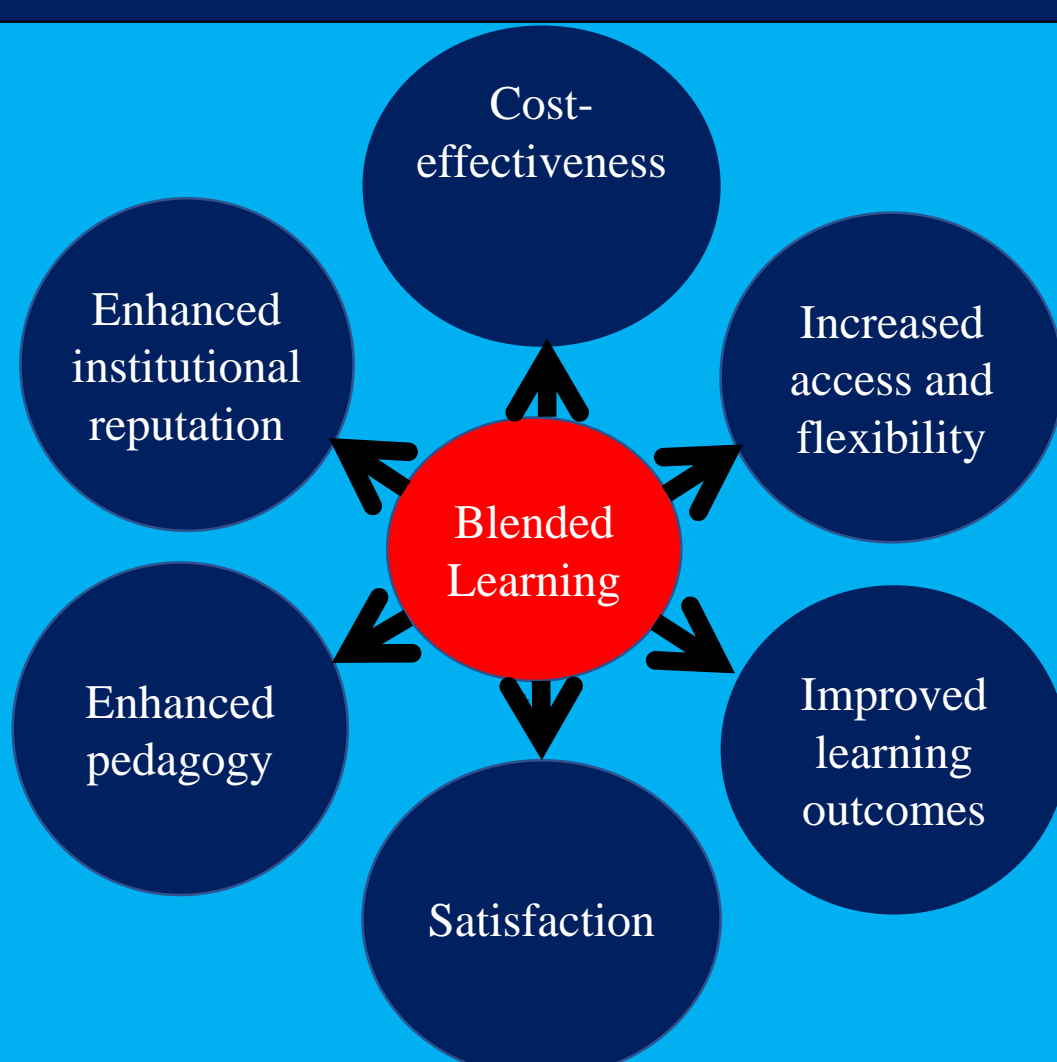 Cost-
effectiveness
Enhanced
institutional
reputation
Increased
access and
flexibility
Blended
Learning
Enhanced
pedagogy
Improved
learning
outcomes
Satisfaction